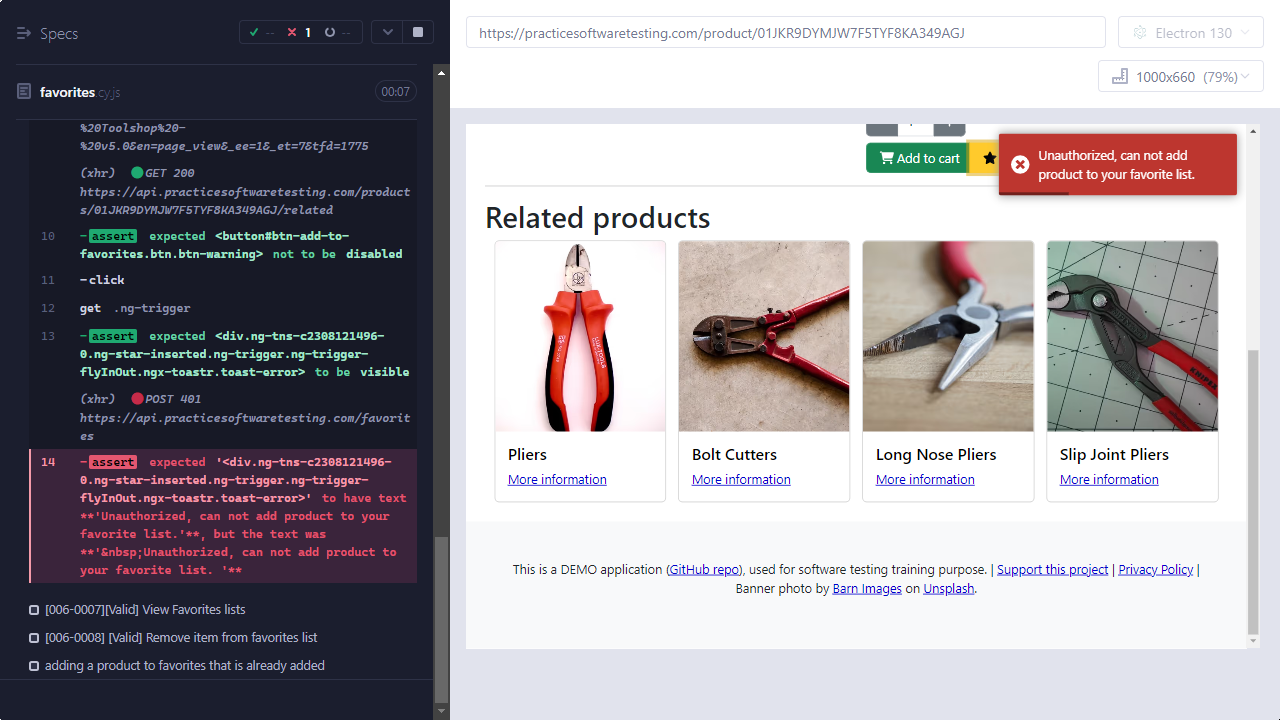 Specs
-- 1 --
favorites cy.js
00:07
%20Toolshop%20-
%20v5.0&en=page_view&_ee=1&_et=7&tfd=1775
(xhr) GET 200
https://api.practicesoftwaretesting.com/product
s/01JKR9DYMJW7F5TYF8KA349AGJ/related
10 -assert expected <button#btn-add-to-
favorites.btn.btn-warning> not to be disabled
11 -click
12 get .ng-trigger
13 -assert expected <div.ng-tns-c2308121496-
0.ng-star-inserted.ng-trigger.ng-trigger-
flyInOut.ngx-toastr.toast-error> to be visible
(xhr) POST 401
https://api.practicesoftwaretesting.com/favorit
es
14 -assert expected '<div.ng-tns-c2308121496-
0.ng-star-inserted.ng-trigger.ng-trigger-
flyInOut.ngx-toastr.toast-error>' to have text
**'Unauthorized, can not add product to your
favorite list.'**, but the text was
**'&nbsp;Unauthorized, can not add product to
your favorite list. '**
[006-0007][Valid] View Favorites lists
[006-0008] [Valid] Remove item from favorites list
adding a product to favorites that is already added
https://practicesoftwaretesting.com/product/01JKR9DYMJW7F5TYF8KA349AGJ
Electron 130
1000x660 (79%)
Add to cart
Unauthorized, can not add
product to your favorite list.
Related products
Pliers
More information
Bolt Cutters
More information
Long Nose Pliers
More information
Slip Joint Pliers
More information
This is a DEMO application (GitHub repo), used for software testing training purpose. | Support this project | Privacy Policy |
Banner photo by Barn Images on Unsplash.